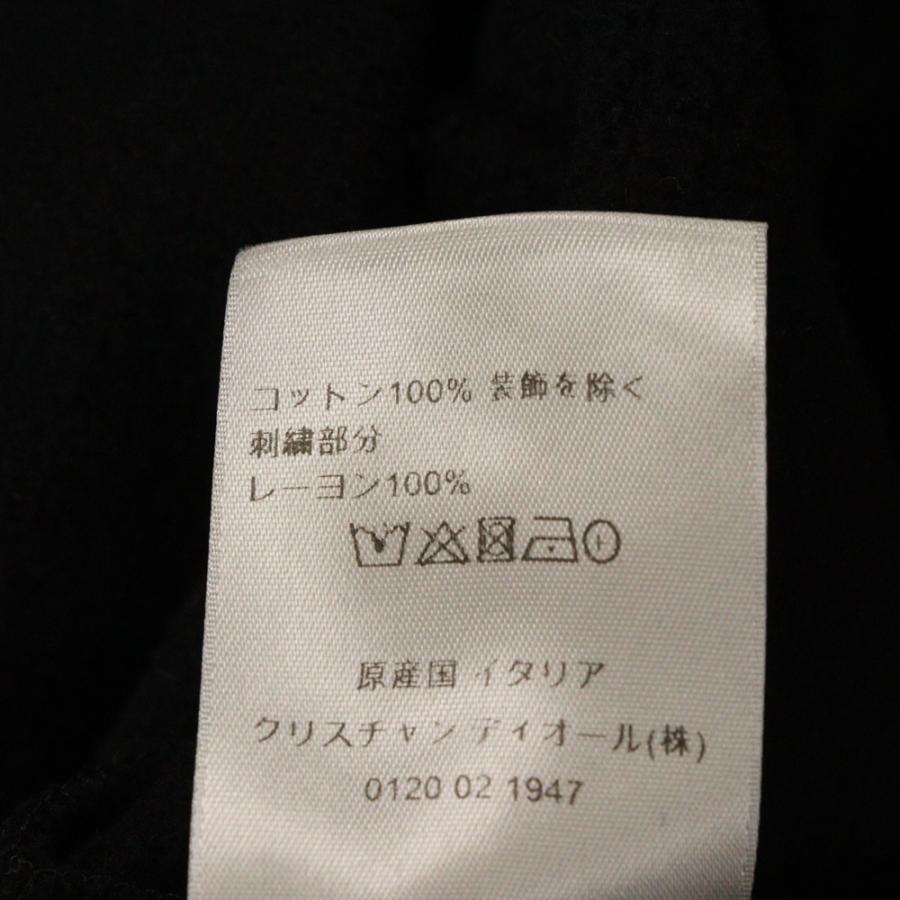 コットン100% 装飾を除く
刺繍部分
レーヨン100%
原産国 イタリア
クリスチャン ディオール(株)
0120 02 1947